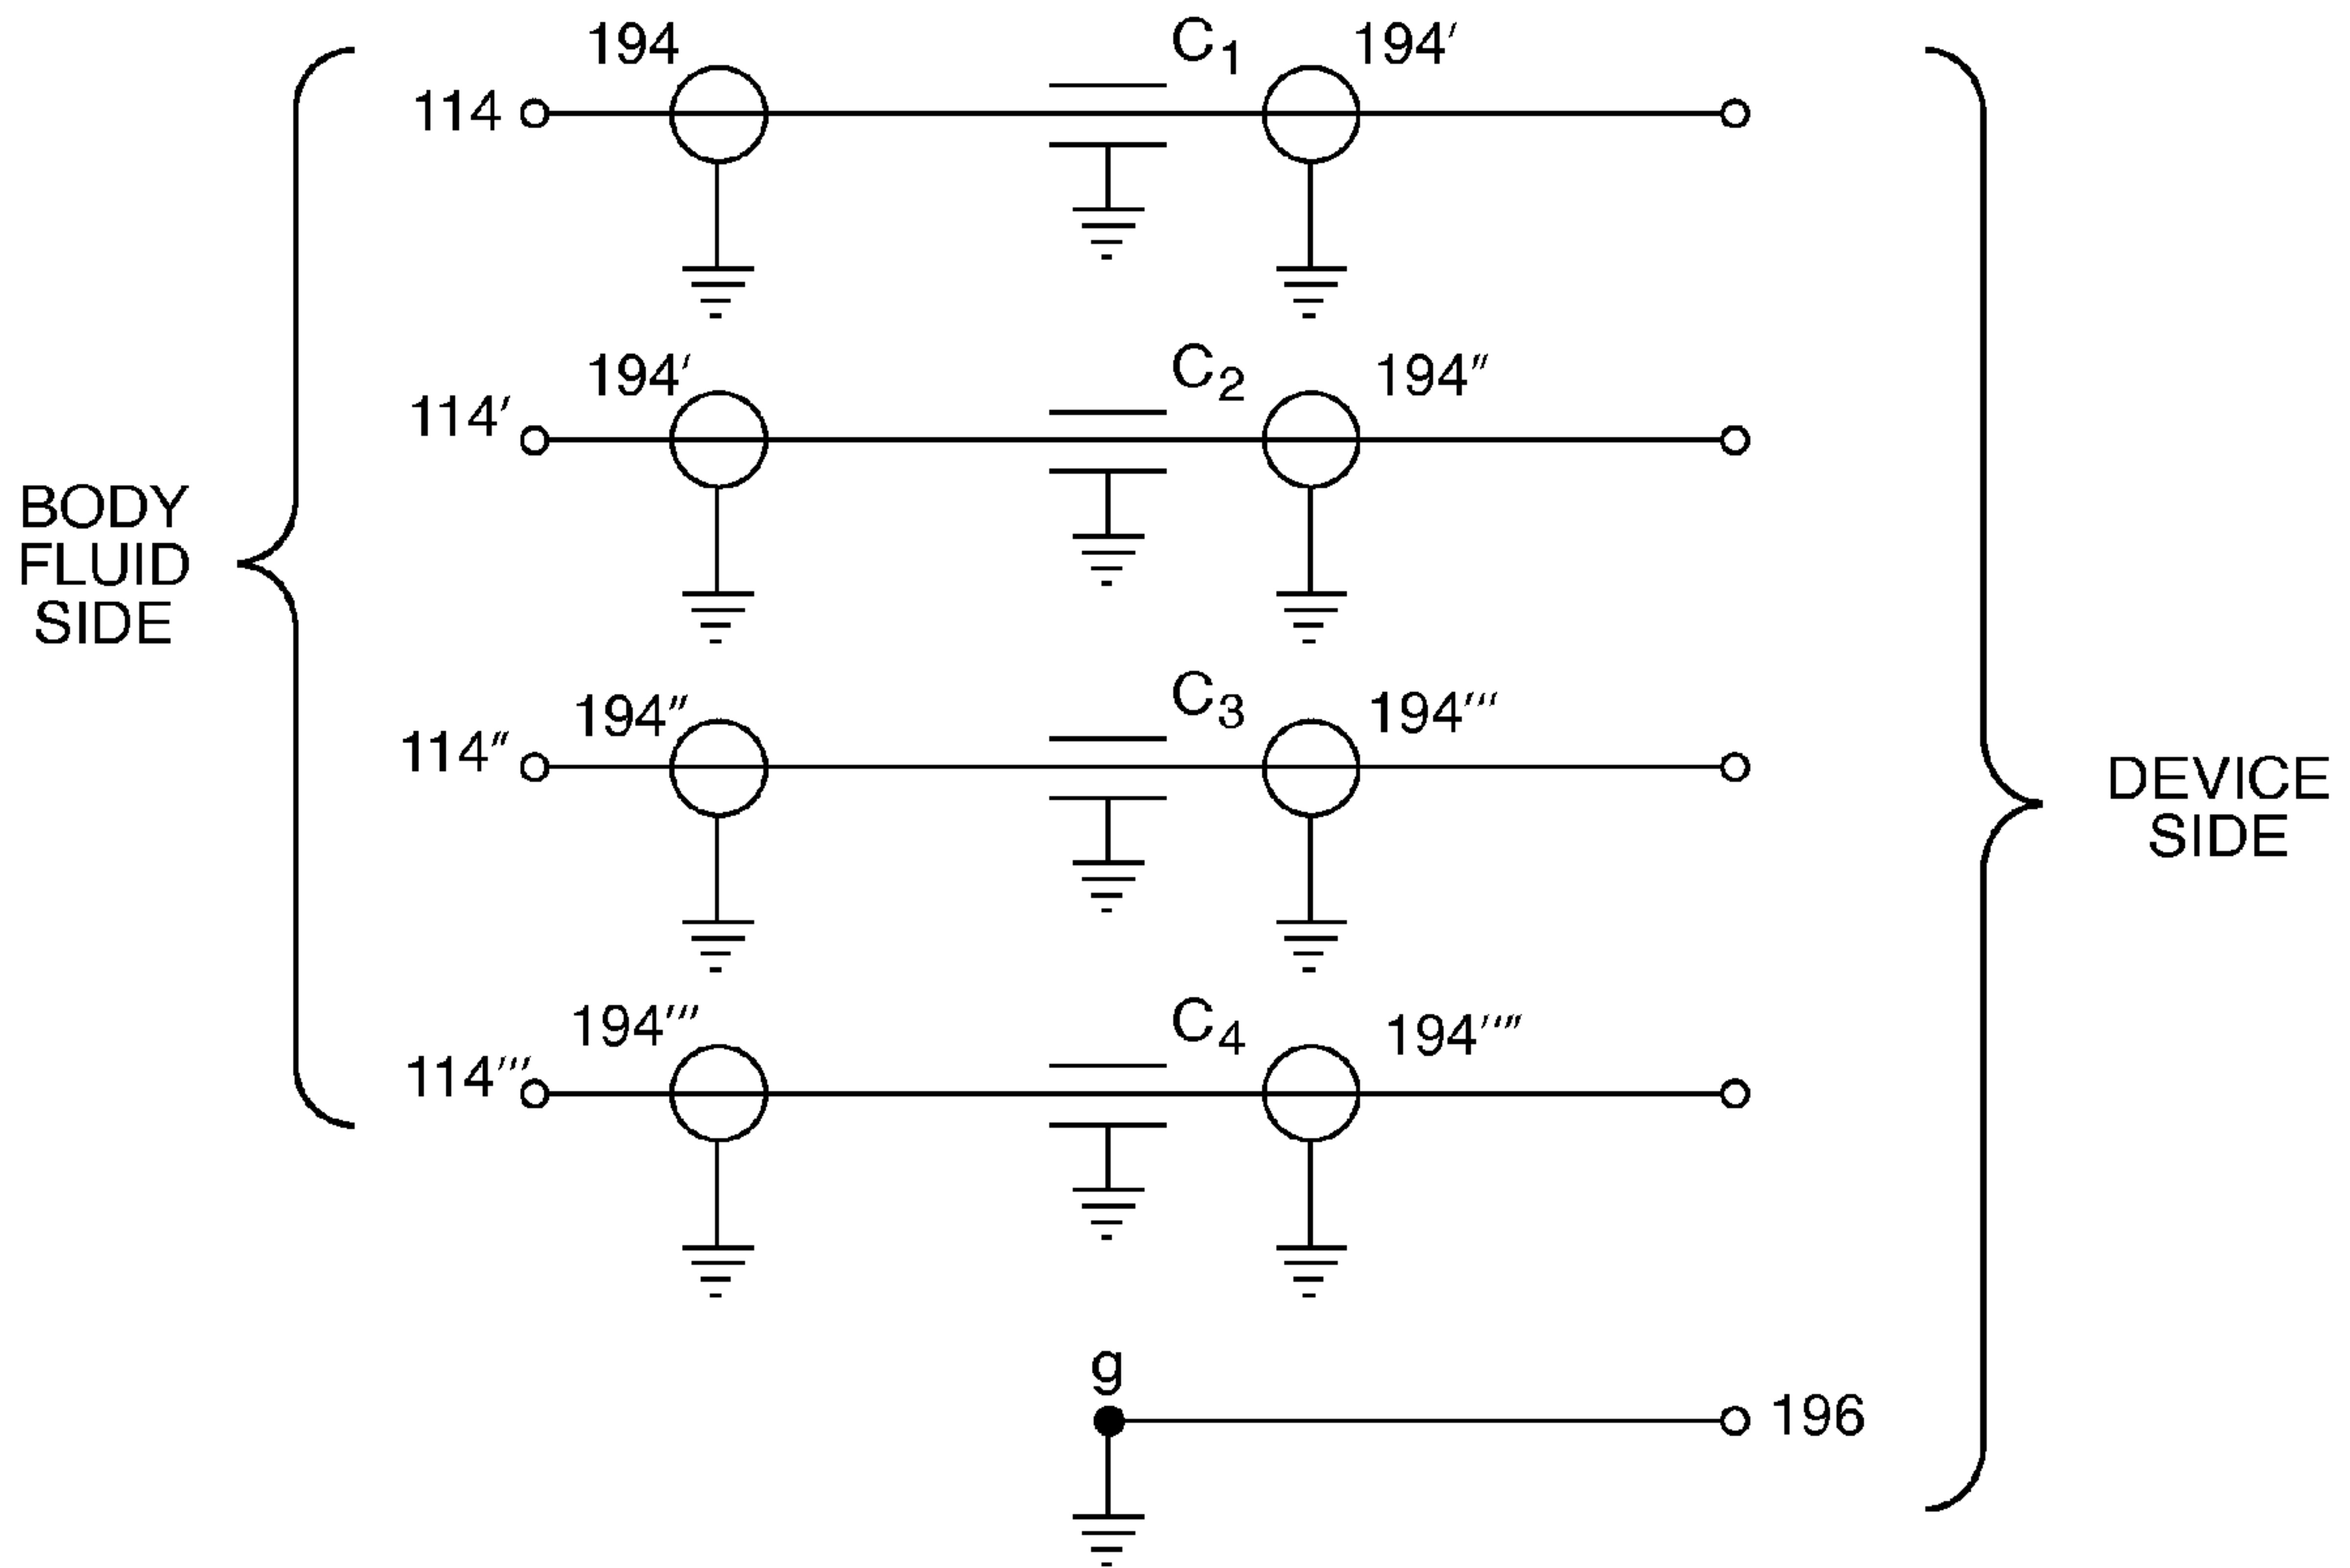 194 C1 194′
114
194′ C2 194″
114′
BODY
FLUID
SIDE
194″ C3 194‴
114″
DEVICE
SIDE
194‴ C4 194⁗
114‴
g
196